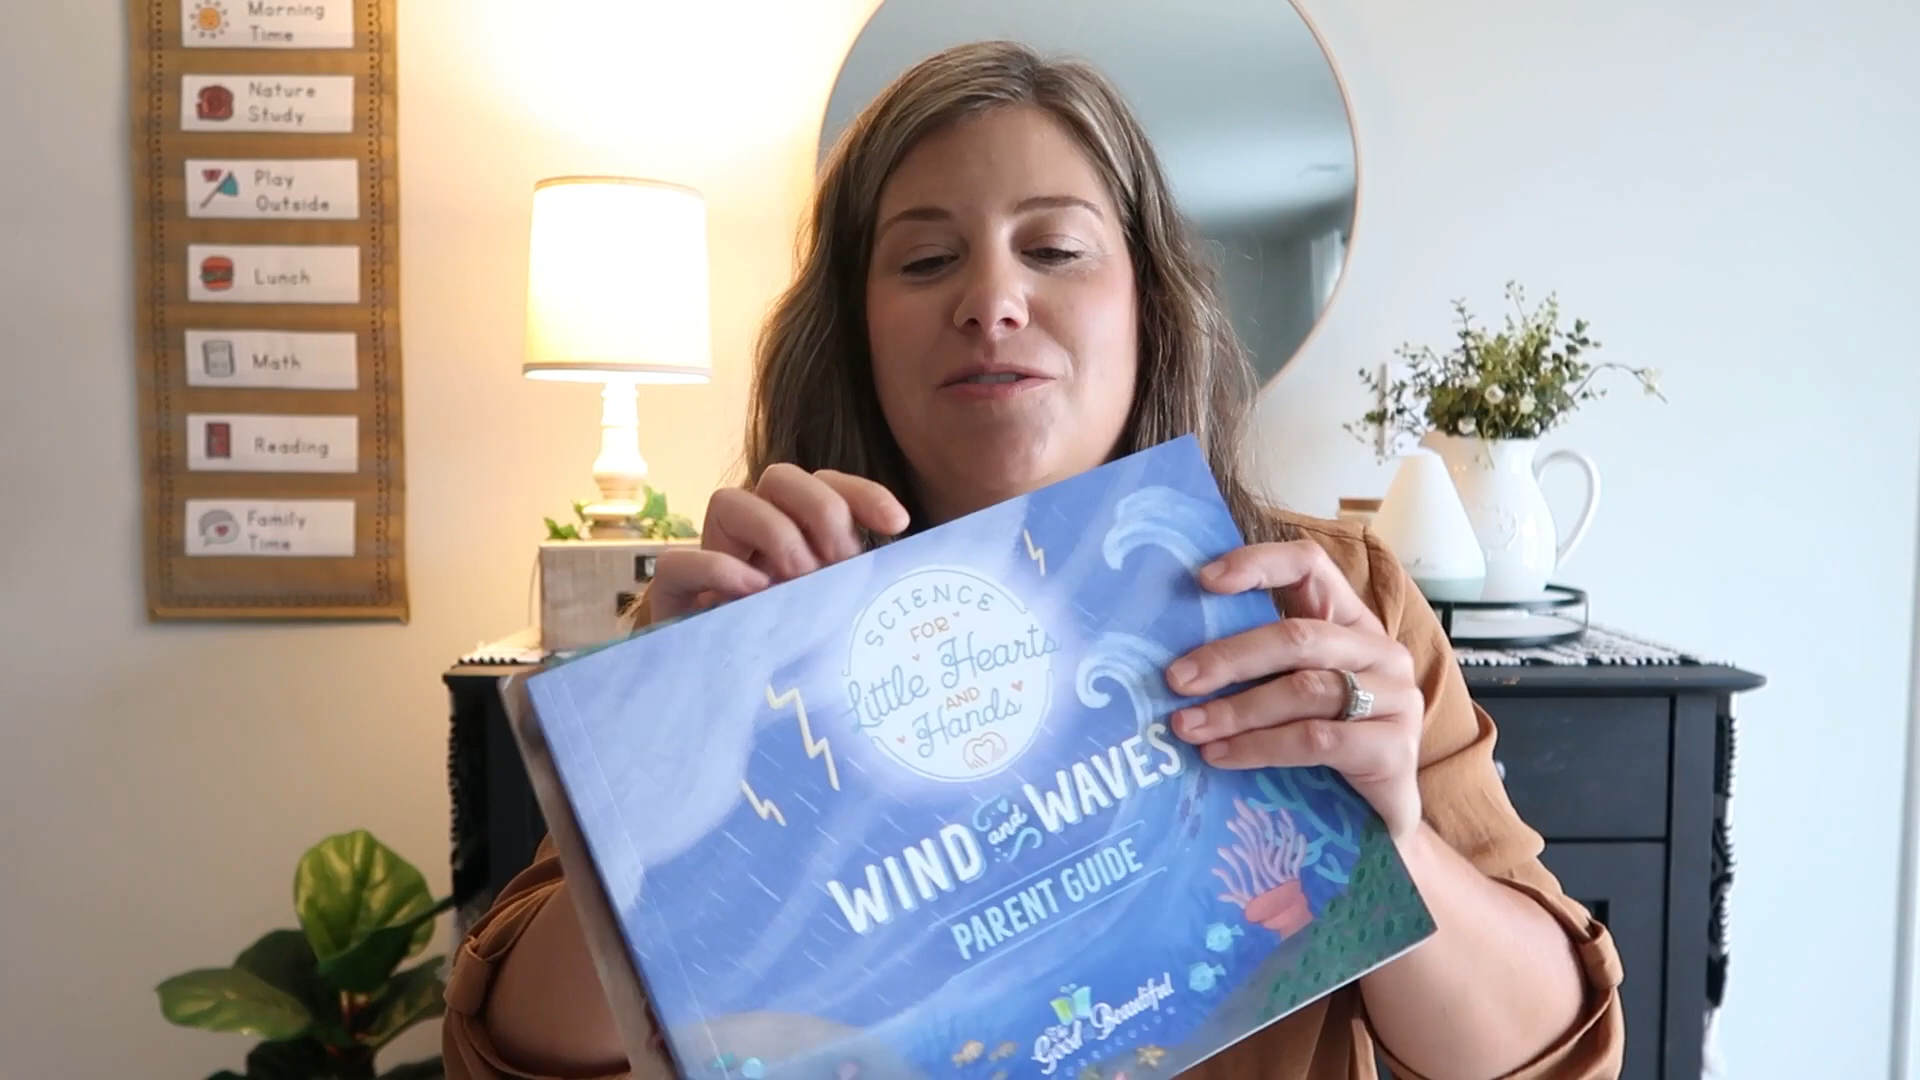 Morning
Time
Nature
Study
Play
Outside
Lunch
Math
Reading
Family
Time
SCIENCE
FOR
Little Hearts
AND
Hands
WIND and WAVES
PARENT GUIDE
The
Good and Beautiful
CURRICULUM